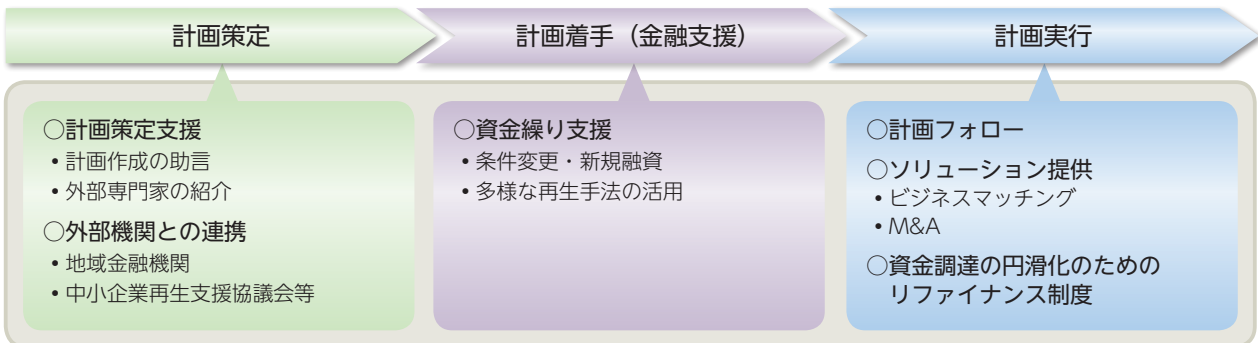 計画策定
計画着手（金融支援）
計画実行
○計画策定支援
•計画作成の助言
•外部専門家の紹介
○外部機関との連携
•地域金融機関
•中小企業再生支援協議会等
○資金繰り支援
•条件変更・新規融資
•多様な再生手法の活用
○計画フォロー
○ソリューション提供
•ビジネスマッチング
•M&A
○資金調達の円滑化のための
リファイナンス制度